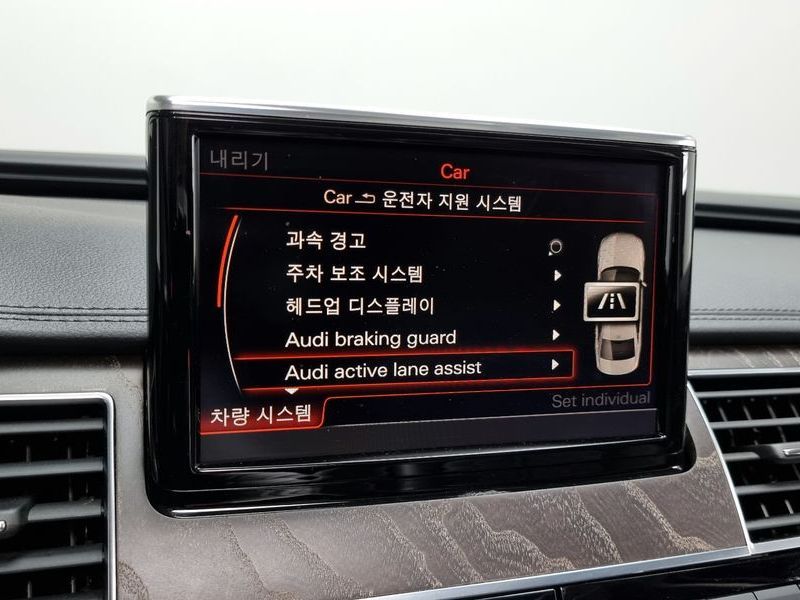 내리기
Car
Car 운전자 지원 시스템
과속 경고
주차 보조 시스템
헤드업 디스플레이
Audi braking guard
Audi active lane assist
Set individual
차량 시스템